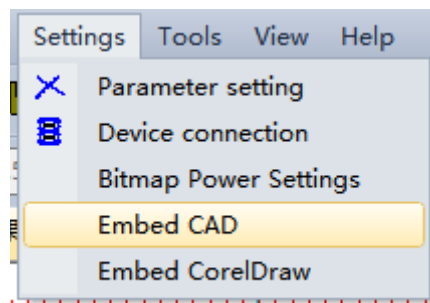 Settings Tools View Help
Parameter setting
Device connection
Bitmap Power Settings
Embed CAD
Embed CorelDraw